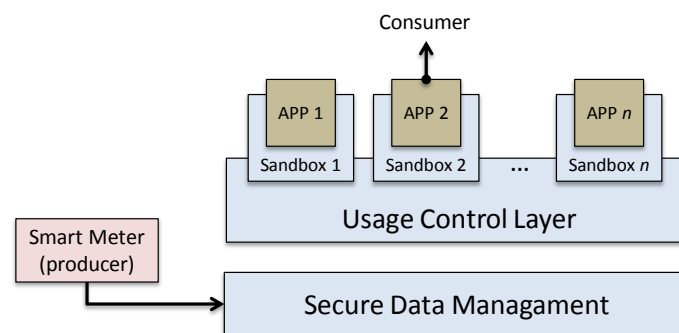 Consumer
APP 1
APP 2
APP n
Sandbox 1
Sandbox 2
...
Sandbox n
Usage Control Layer
Smart Meter
(producer)
Secure Data Managament